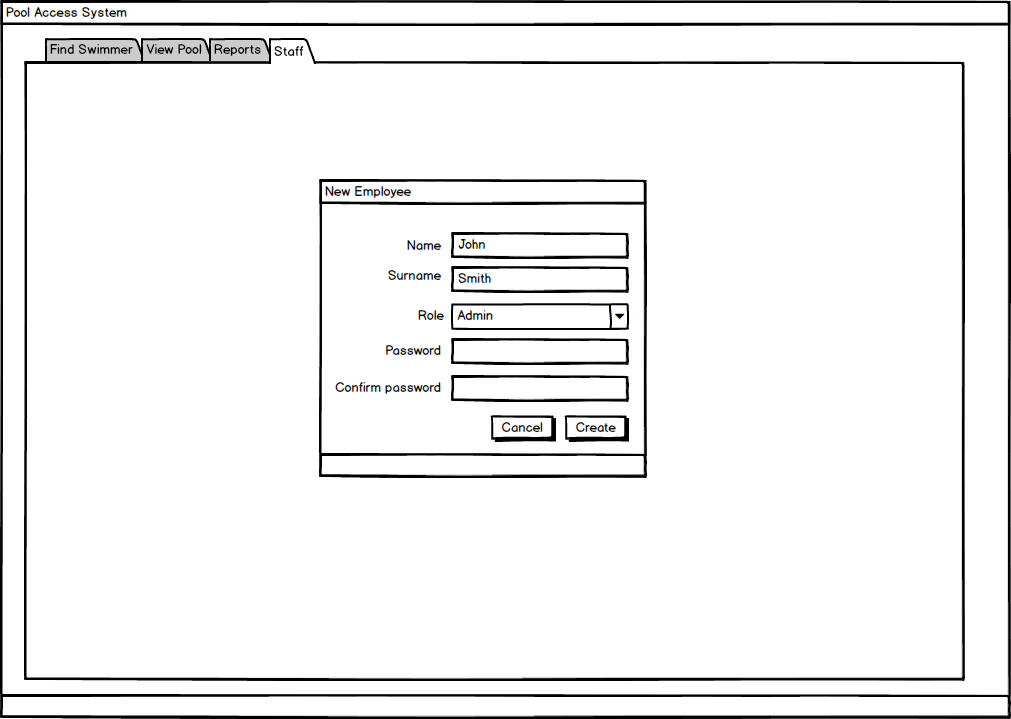 Pool Access System
Find Swimmer View Pool Reports Staff
New Employee
Name John
Surname Smith
Role Admin
Password
Confirm password
Cancel Create